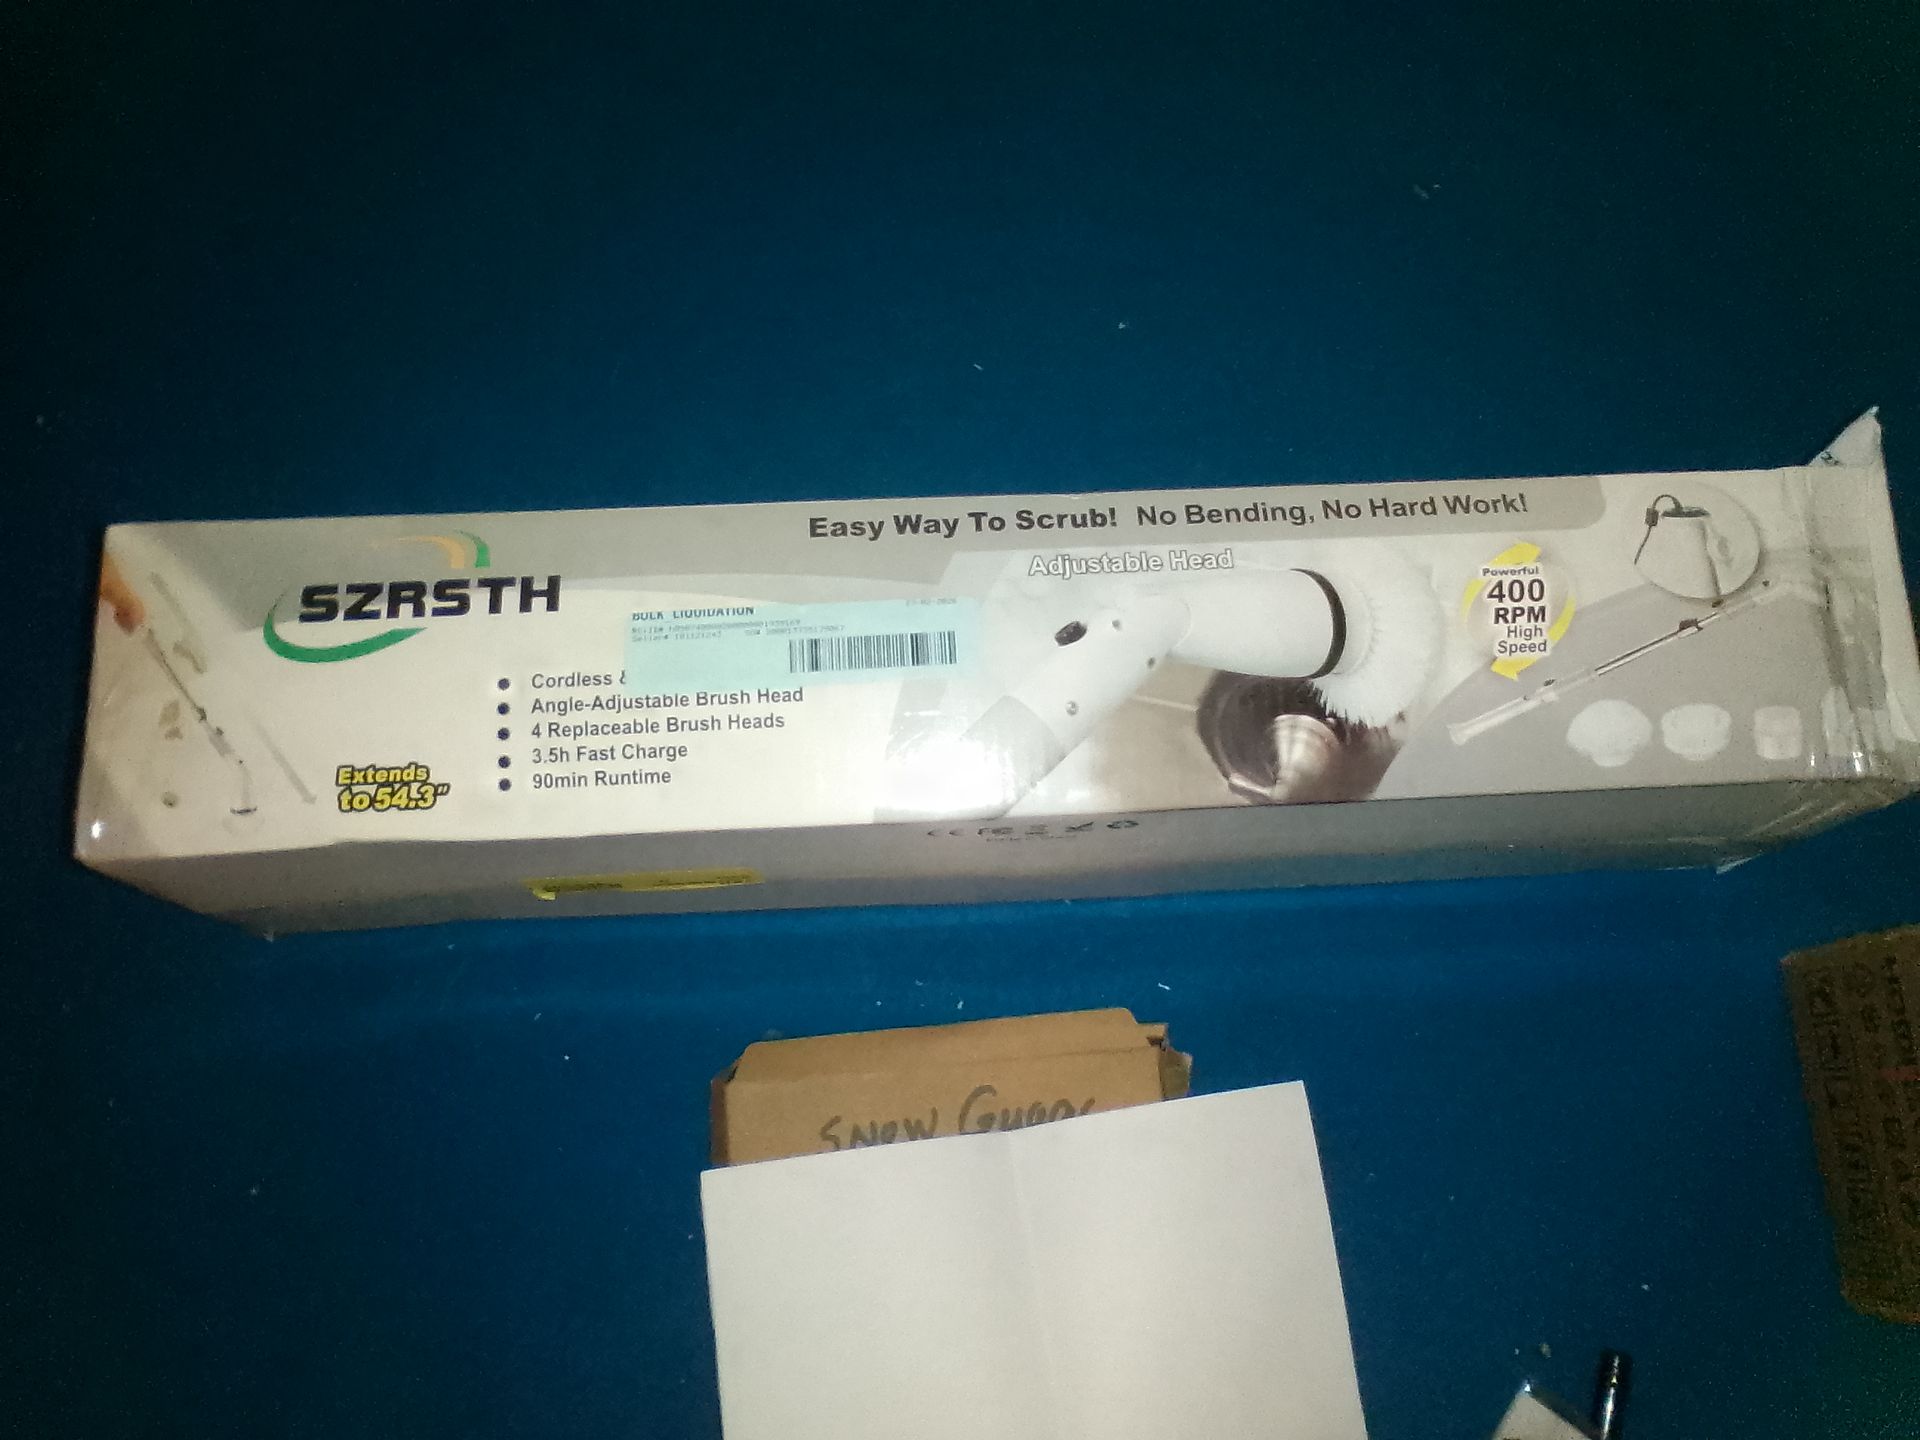 Easy Way To Scrub! No Bending, No Hard Work!
Adjustable Head
SZRSTH
BULK LIQUIDATION
Cordless &
Angle-Adjustable Brush Head
4 Replaceable Brush Heads
3.5h Fast Charge
90min Runtime
Extends
to 54.3"
Powerful
400
RPM
High
Speed
SNOW